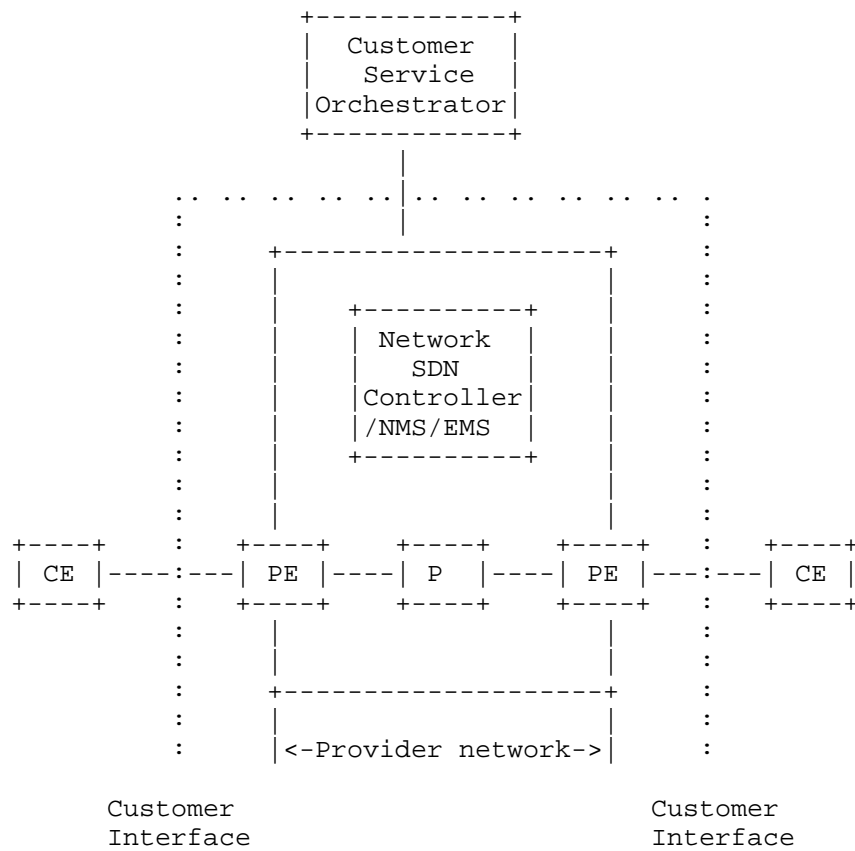 Customer
Service
Orchestrator
Network
SDN
Controller
/NMS/EMS
CE PE P PE CE
<-Provider network->
Customer Customer
Interface Interface